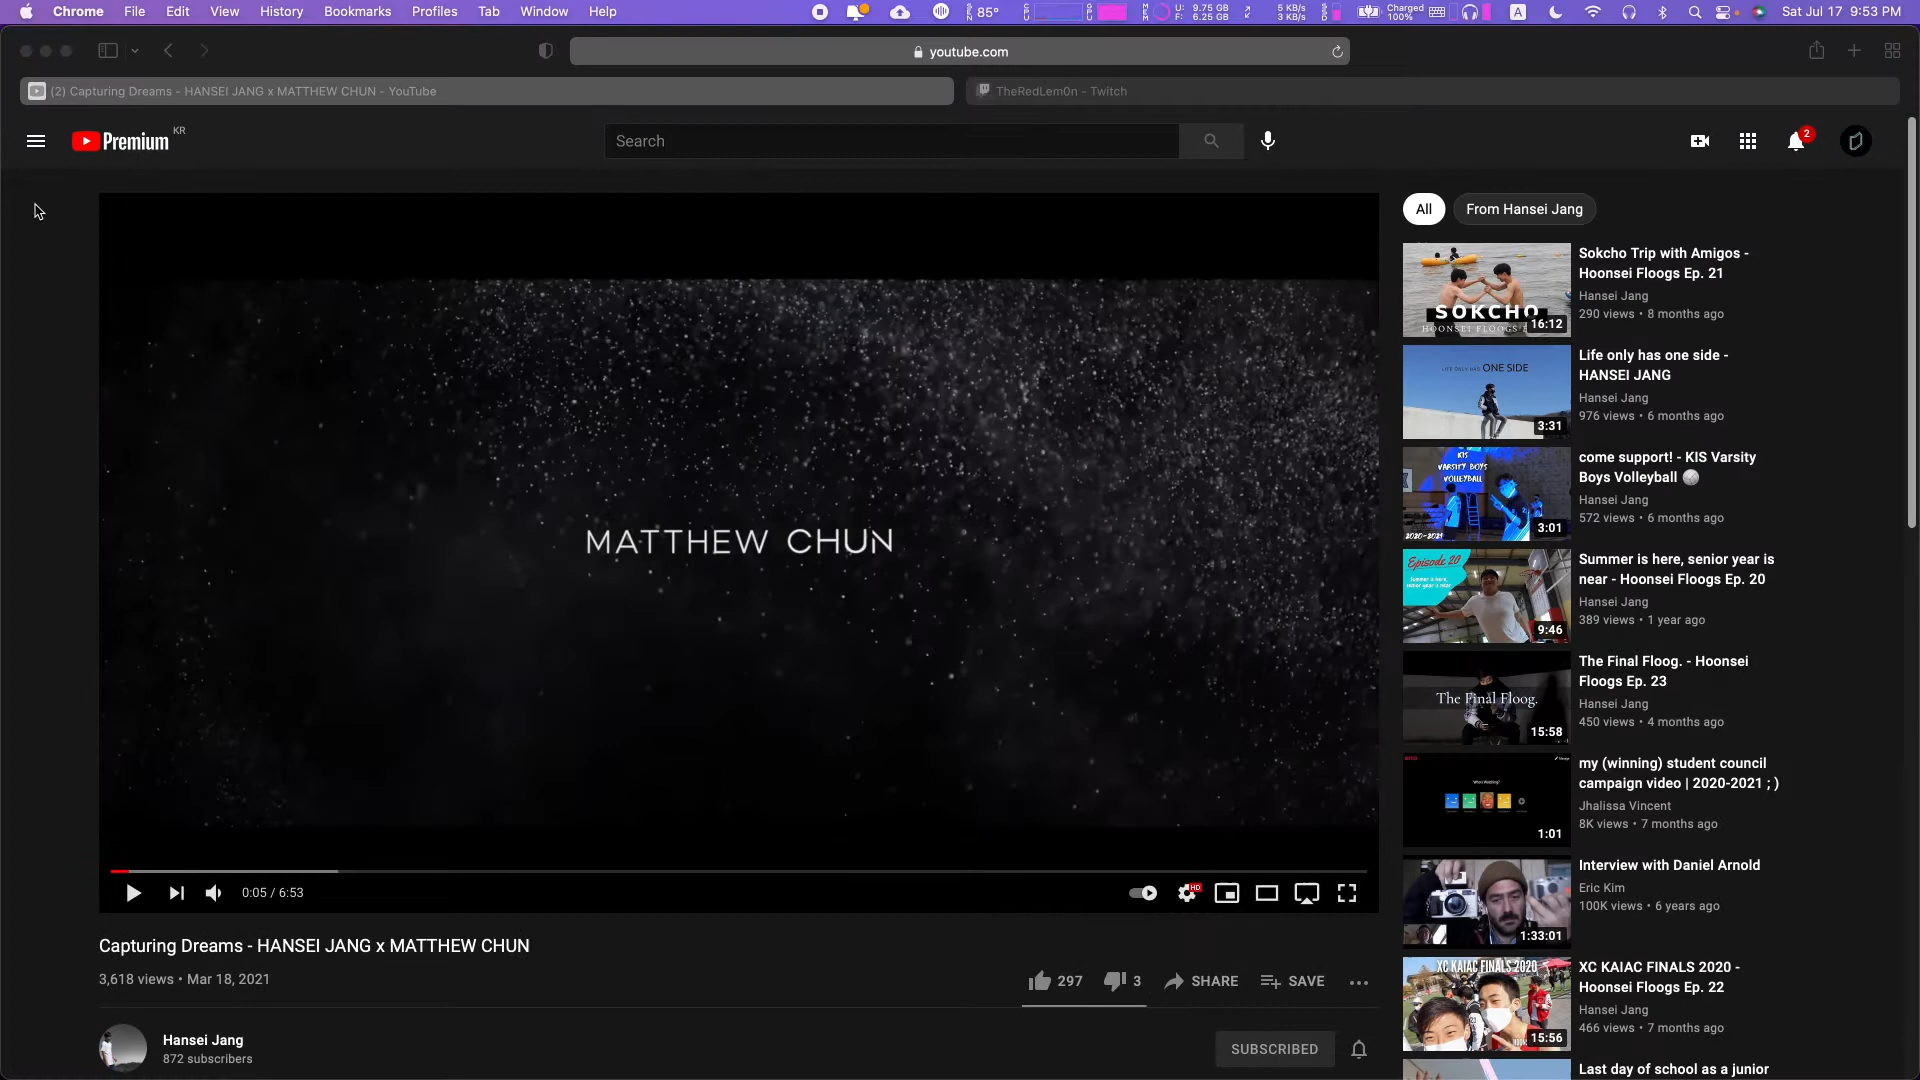 Chrome File Edit View History Bookmarks Profiles Tab Window Help
85°
U: 9.75 GB
F: 6.25 GB
5 KB/s
3 KB/s
Charged
100%
A
Sat Jul 17 9:53 PM
youtube.com
(2) Capturing Dreams - HANSEI JANG x MATTHEW CHUN - YouTube
TheRedLem0n - Twitch
Premium KR
Search
2
MATTHEW CHUN
0:05 / 6:53
HD
Capturing Dreams - HANSEI JANG x MATTHEW CHUN
3,618 views • Mar 18, 2021
297
3
SHARE
SAVE
Hansei Jang
872 subscribers
SUBSCRIBED
All
From Hansei Jang
SOKCHO
16:12
Sokcho Trip with Amigos -
Hoonsei Floogs Ep. 21
Hansei Jang
290 views • 8 months ago
LIFE ONLY HAS ONE SIDE
3:31
Life only has one side -
HANSEI JANG
Hansei Jang
976 views • 6 months ago
KIS
VARSITY BOYS
VOLLEYBALL
2020-2021
3:01
come support! - KIS Varsity
Boys Volleyball
Hansei Jang
572 views • 6 months ago
Episode 20
Summer is here,
senior year is near
9:46
Summer is here, senior year is
near - Hoonsei Floogs Ep. 20
Hansei Jang
389 views • 1 year ago
The Final Floog.
15:58
The Final Floog. - Hoonsei
Floogs Ep. 23
Hansei Jang
450 views • 4 months ago
1:01
my (winning) student council
campaign video | 2020-2021 ; )
Jhalissa Vincent
8K views • 7 months ago
1:33:01
Interview with Daniel Arnold
Eric Kim
100K views • 6 years ago
XC KAIAC FINALS 2020
15:56
XC KAIAC FINALS 2020 -
Hoonsei Floogs Ep. 22
Hansei Jang
466 views • 7 months ago
Last day of school as a junior